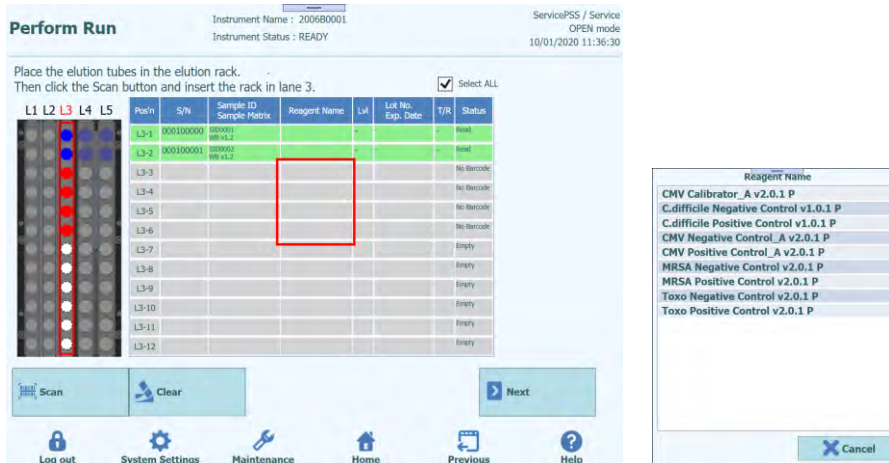 Perform Run
Instrument Name : 2006B0001
Instrument Status : READY
ServicePSS / Service
OPEN mode
10/01/2020 11:36:30
Place the elution tubes in the elution rack.
Then click the Scan button and insert the rack in lane 3.
Select ALL
L1 L2 L3 L4 L5
Pos'n S/N Sample ID Sample Matrix Reagent Name Lvl Lot No. Exp. Date T/R Status
L3-1 000100000 SID0001 WB v1.2 - - - Read
L3-2 000100001 SID0002 WB v1.2 - - - Read
L3-3 No Barcode
L3-4 No Barcode
L3-5 No Barcode
L3-6 No Barcode
L3-7 Empty
L3-8 Empty
L3-9 Empty
L3-10 Empty
L3-11 Empty
L3-12 Empty
Scan
Clear
Next
Log out
System Settings
Maintenance
Home
Previous
Help
Reagent Name
CMV Calibrator_A v2.0.1 P
C.difficile Negative Control v1.0.1 P
C.difficile Positive Control v1.0.1 P
CMV Negative Control_A v2.0.1 P
CMV Positive Control_A v2.0.1 P
MRSA Negative Control v2.0.1 P
MRSA Positive Control v2.0.1 P
Toxo Negative Control v2.0.1 P
Toxo Positive Control v2.0.1 P
Cancel